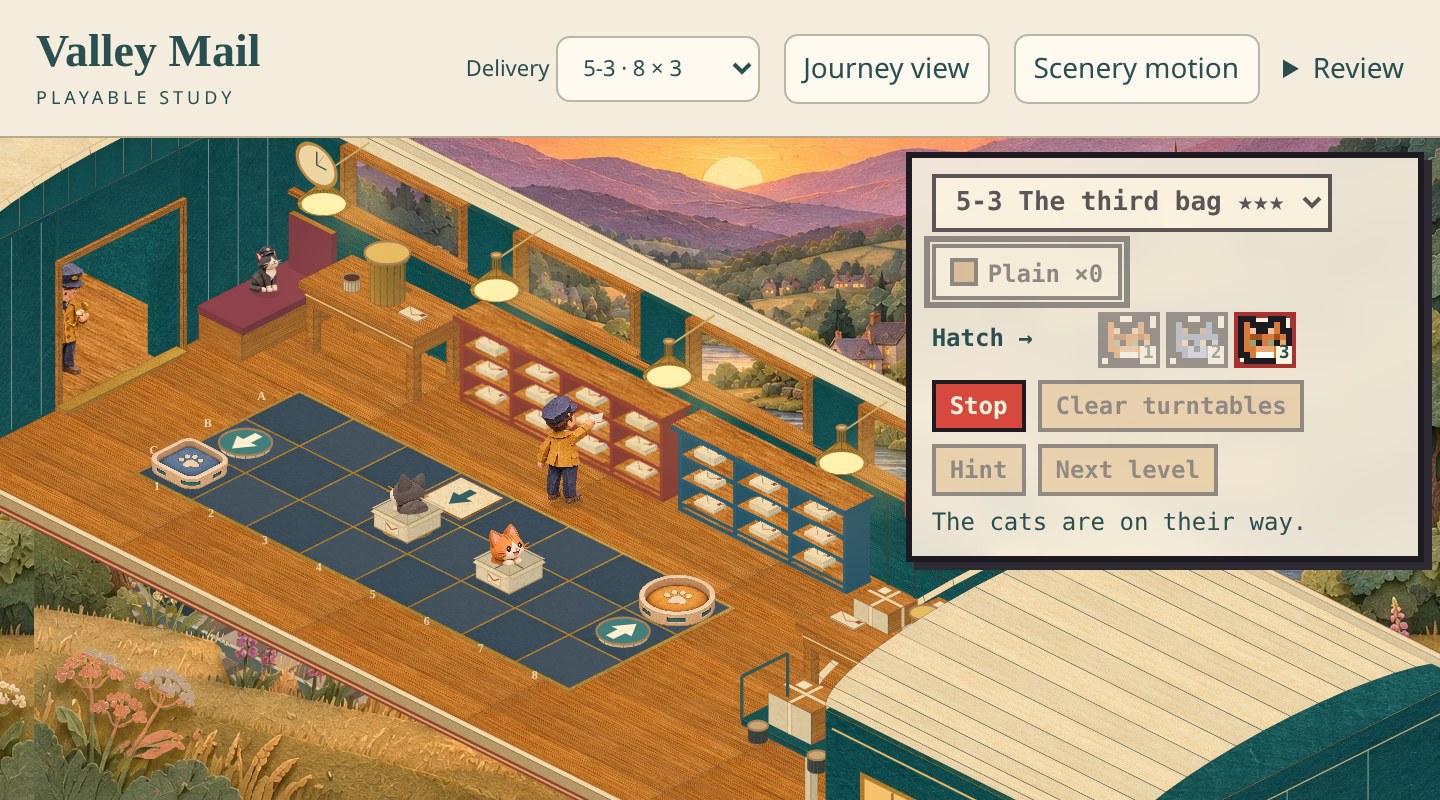 Valley Mail
PLAYABLE STUDY
Delivery
5-3 · 8 × 3
Journey view
Scenery motion
▶ Review
5-3 The third bag ★★★
Plain ×0
Hatch →
1
2
3
Stop
Clear turntables
Hint
Next level
The cats are on their way.
A
B
C
1
2
3
4
5
6
7
8